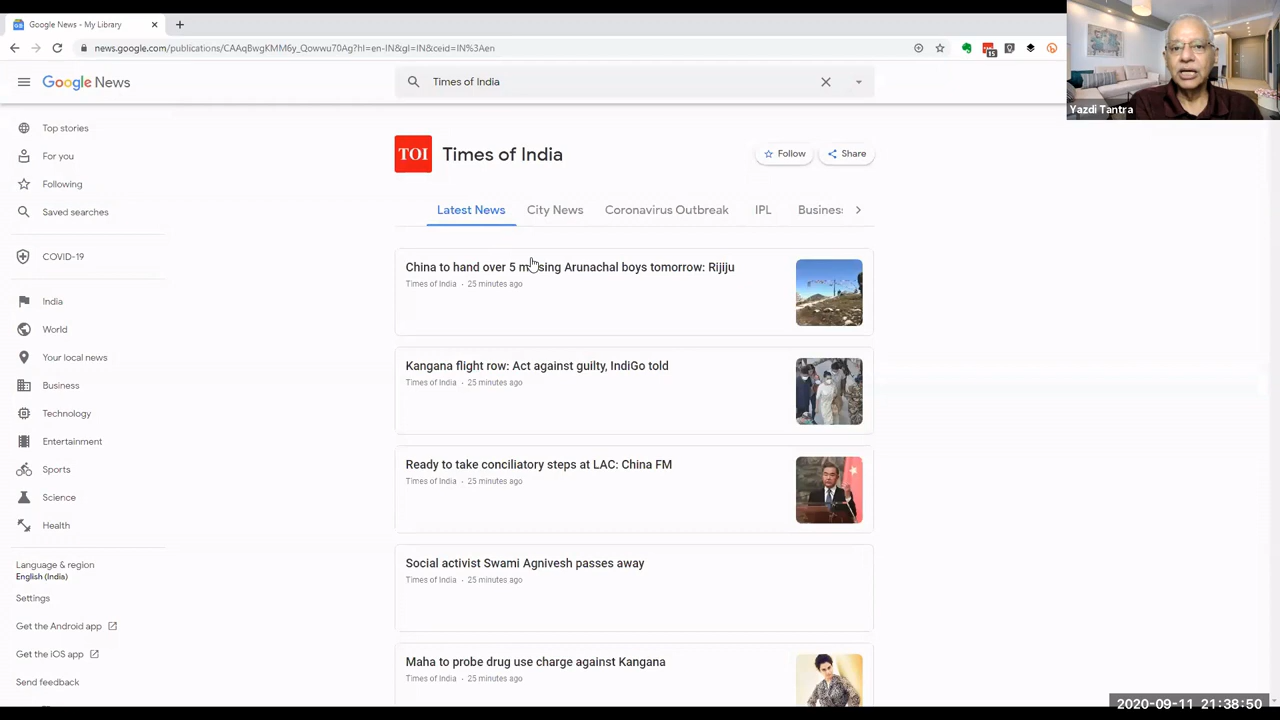 Google News - My Library
news.google.com/publications/CAAqBwgKMM6y_Qowwu70Ag?hl=en-IN&gl=IN&ceid=IN%3Aen
15
Yazdi Tantra
Google News
Times of India
Top stories
For you
Following
Saved searches
COVID-19
India
World
Your local news
Business
Technology
Entertainment
Sports
Science
Health
Language & region
English (India)
Settings
Get the Android app
Get the iOS app
Send feedback
TOI Times of India
Follow Share
Latest News City News Coronavirus Outbreak IPL Business
China to hand over 5 missing Arunachal boys tomorrow: Rijiju
Times of India · 25 minutes ago
Kangana flight row: Act against guilty, IndiGo told
Times of India · 25 minutes ago
Ready to take conciliatory steps at LAC: China FM
Times of India · 25 minutes ago
Social activist Swami Agnivesh passes away
Times of India · 25 minutes ago
Maha to probe drug use charge against Kangana
Times of India · 25 minutes ago
2020-09-11 21:38:50